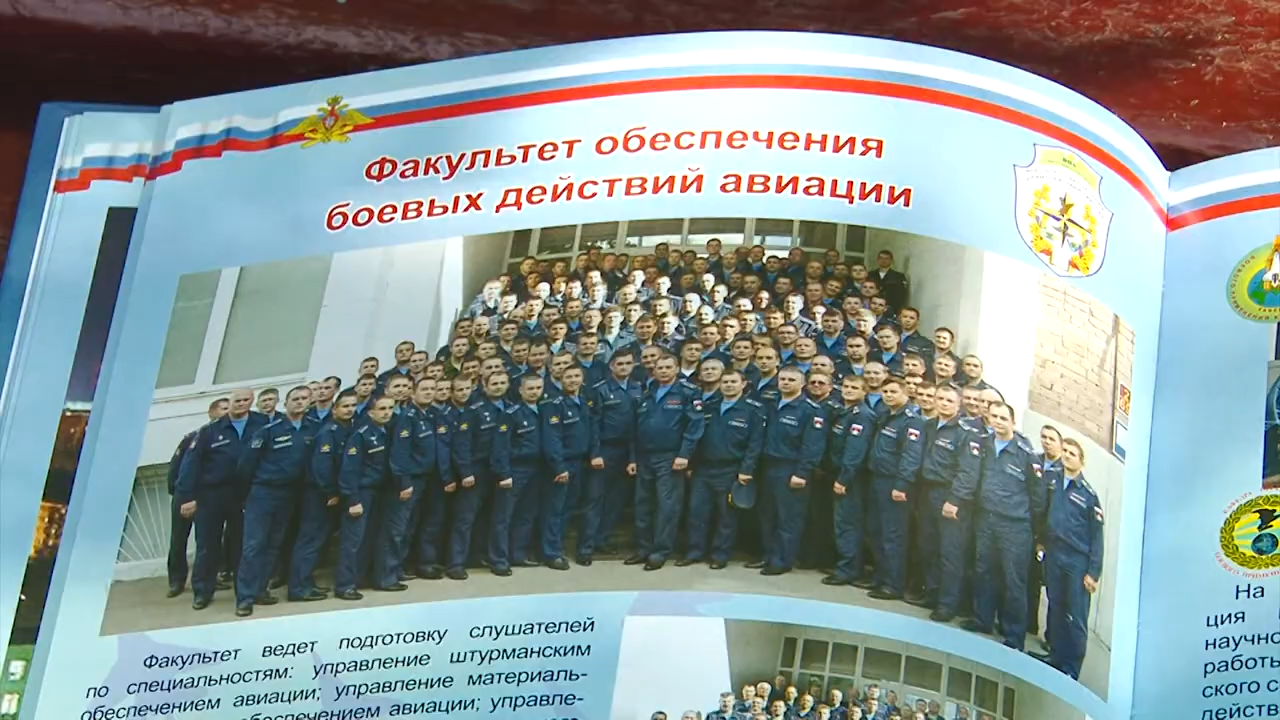 Факультет обеспечения
боевых действий авиации
Факультет ведет подготовку слушателей
по специальностям: управление штурманским
обеспечением авиации; управление материаль-
обеспечением авиации; управле-
На
ция
научно
работы
ского с
действ